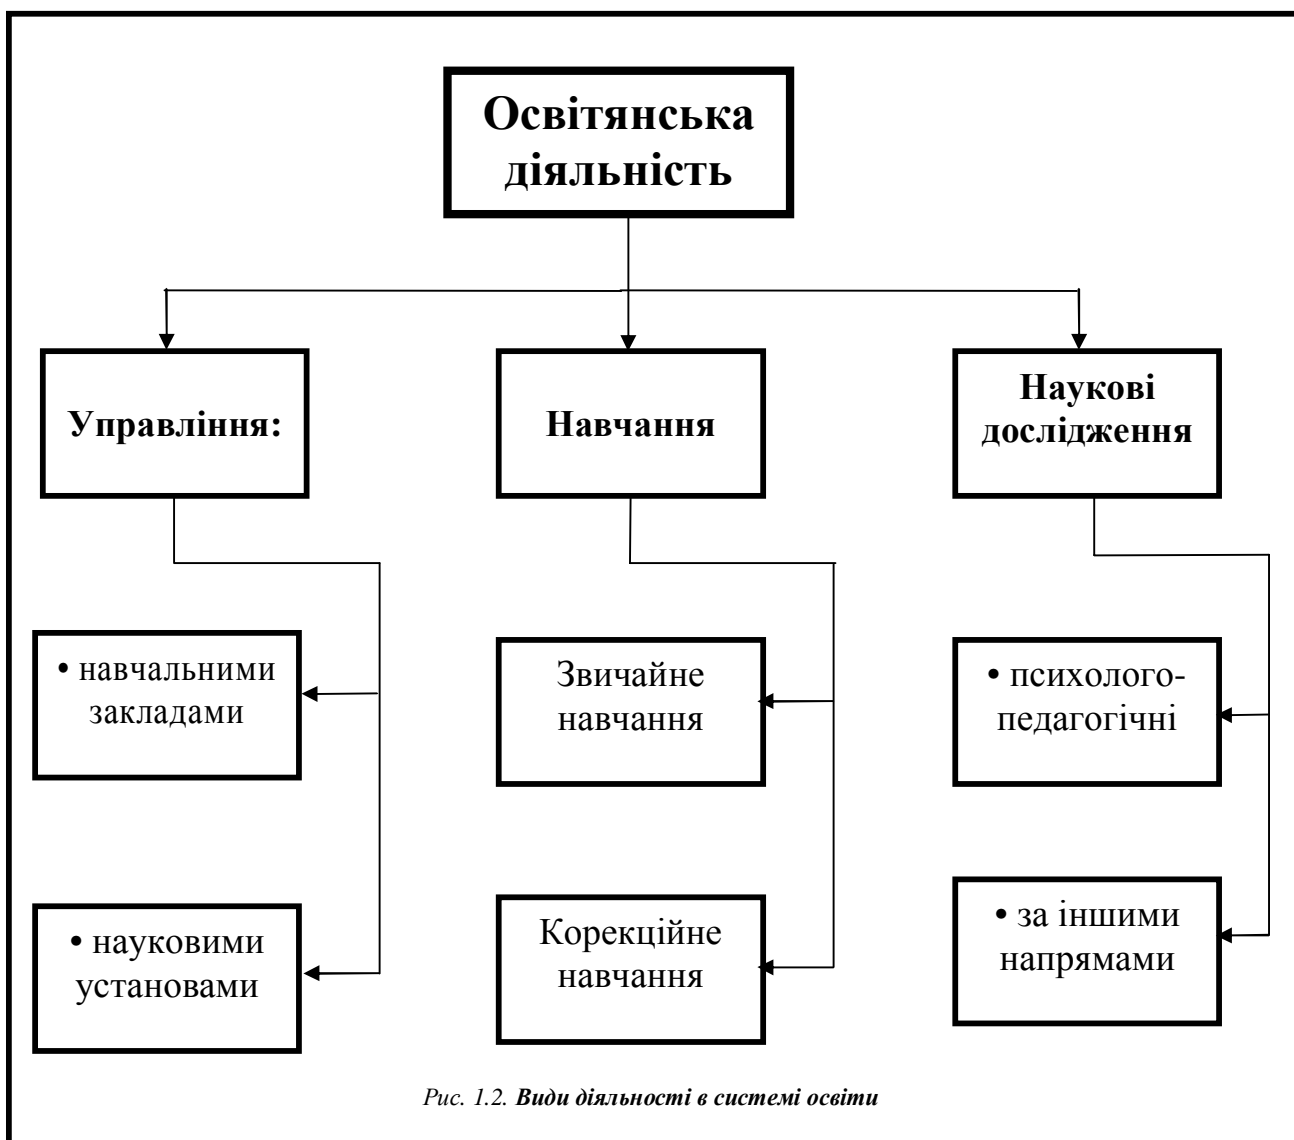 Освітянська
діяльність
Управління:
Навчання
Наукові
дослідження
• навчальними
закладами
Звичайне
навчання
• психолого-
педагогічні
• науковими
установами
Корекційне
навчання
• за іншими
напрямами
Рис. 1.2. Види діяльності в системі освіти